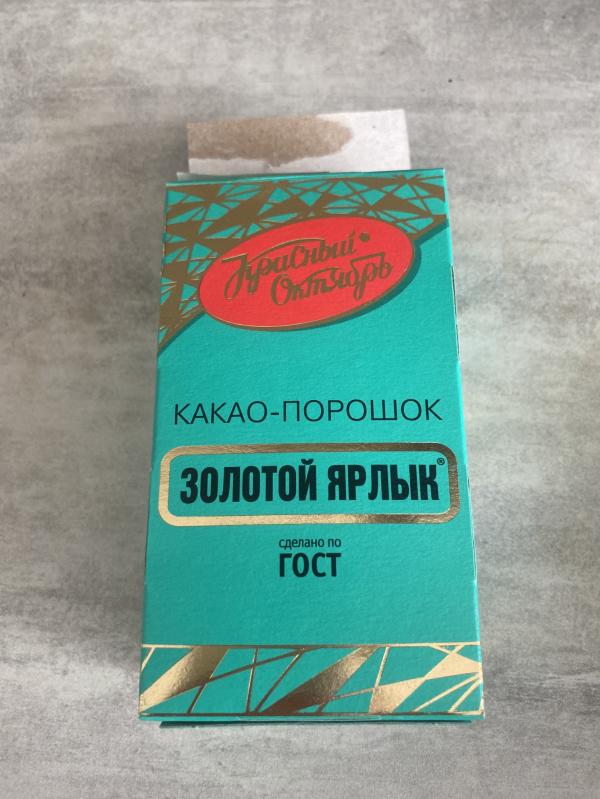 Красный
Октябрь
КАКАО-ПОРОШОК
ЗОЛОТОЙ ЯРЛЫК®
сделано по
ГОСТ